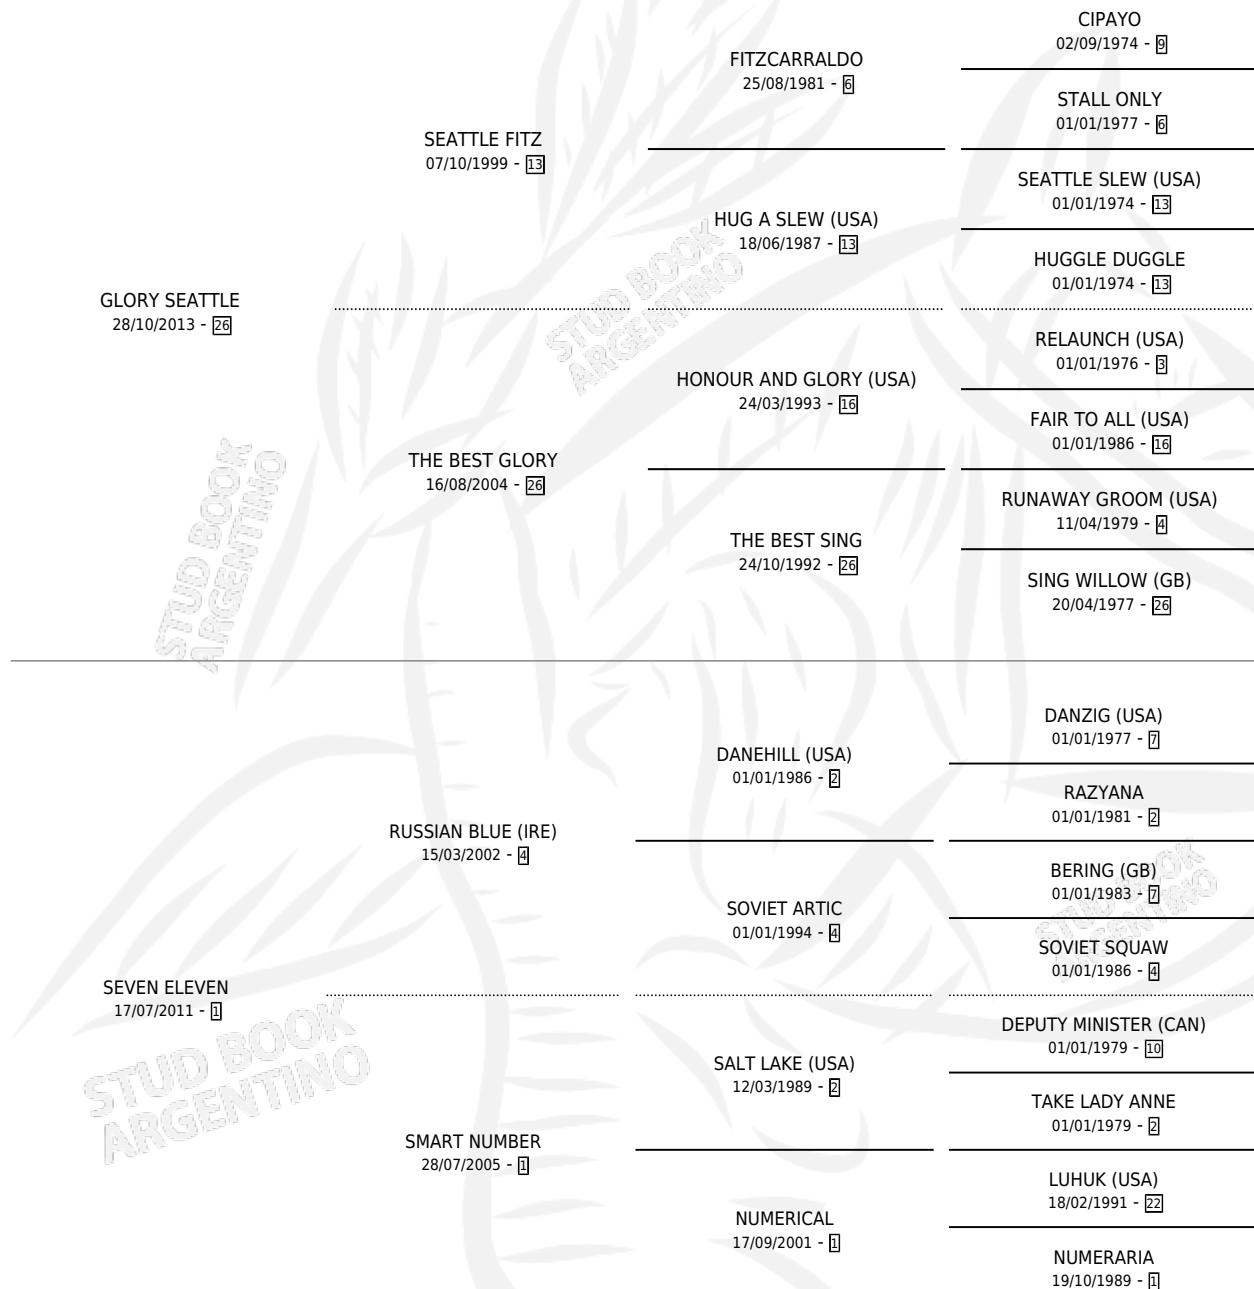 CIPAYO
02/09/1974 - 9
FITZCARRALDO
25/08/1981 - 6
STALL ONLY
01/01/1977 - 6
SEATTLE FITZ
07/10/1999 - 13
SEATTLE SLEW (USA)
01/01/1974 - 13
HUG A SLEW (USA)
18/06/1987 - 13
HUGGLE DUGGLE
01/01/1974 - 13
GLORY SEATTLE
28/10/2013 - 26
STUD BOOK
ARGENTINO
RELAUNCH (USA)
01/01/1976 - 3
HONOUR AND GLORY (USA)
24/03/1993 - 16
FAIR TO ALL (USA)
01/01/1986 - 16
THE BEST GLORY
16/08/2004 - 26
RUNAWAY GROOM (USA)
11/04/1979 - 4
THE BEST SING
24/10/1992 - 26
SING WILLOW (GB)
20/04/1977 - 26
STUD BOOK
ARGENTINO
DANZIG (USA)
01/01/1977 - 7
DANEHILL (USA)
01/01/1986 - 2
RAZYANA
01/01/1981 - 2
RUSSIAN BLUE (IRE)
15/03/2002 - 4
BERING (GB)
01/01/1983 - 7
SOVIET ARTIC
01/01/1994 - 4
STUD BOOK
ARGENTINO
SOVIET SQUAW
01/01/1986 - 4
SEVEN ELEVEN
17/07/2011 - 1
STUD BOOK
ARGENTINO
DEPUTY MINISTER (CAN)
01/01/1979 - 10
SALT LAKE (USA)
12/03/1989 - 2
TAKE LADY ANNE
01/01/1979 - 2
SMART NUMBER
28/07/2005 - 1
LUHUK (USA)
18/02/1991 - 22
NUMERICAL
17/09/2001 - 1
NUMERARIA
19/10/1989 - 1